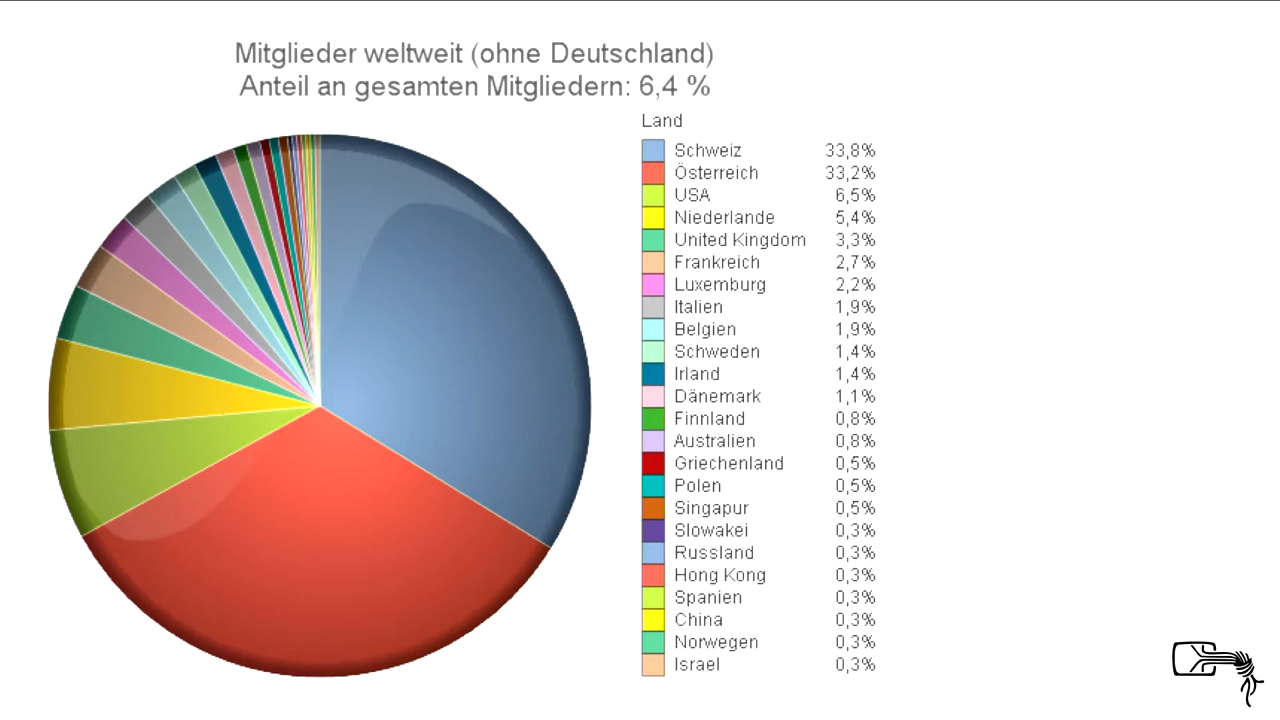 Mitglieder weltweit (ohne Deutschland)
Anteil an gesamten Mitgliedern: 6,4 %
Land
Schweiz 33,8%
Österreich 33,2%
USA 6,5%
Niederlande 5,4%
United Kingdom 3,3%
Frankreich 2,7%
Luxemburg 2,2%
Italien 1,9%
Belgien 1,9%
Schweden 1,4%
Irland 1,4%
Dänemark 1,1%
Finnland 0,8%
Australien 0,8%
Griechenland 0,5%
Polen 0,5%
Singapur 0,5%
Slowakei 0,3%
Russland 0,3%
Hong Kong 0,3%
Spanien 0,3%
China 0,3%
Norwegen 0,3%
Israel 0,3%